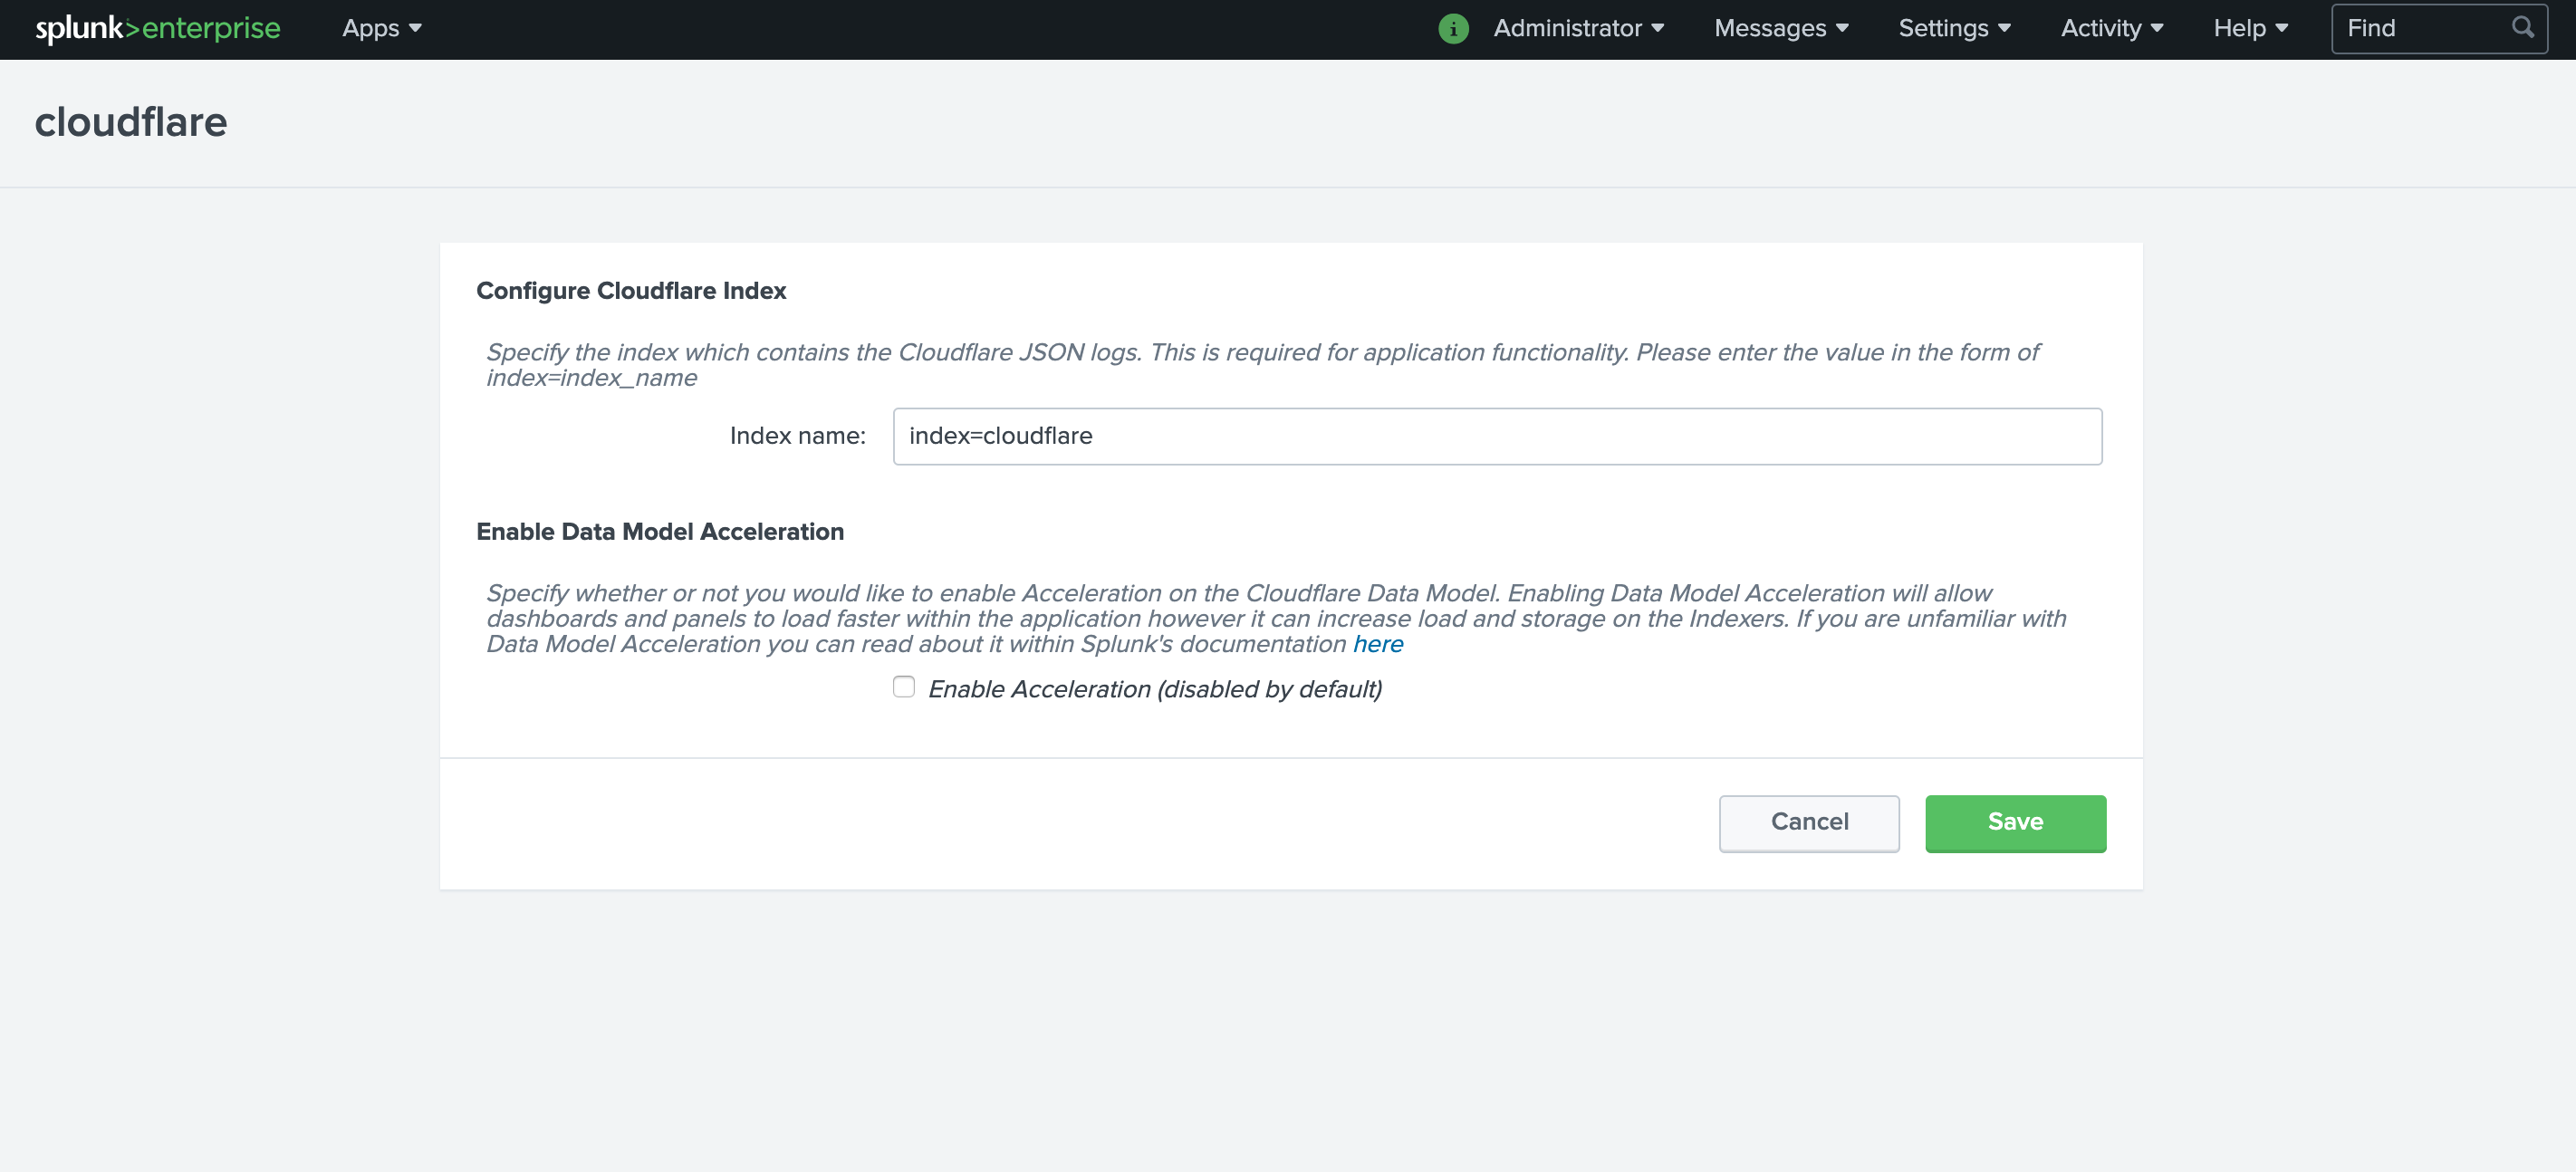 splunk>enterprise Apps i Administrator Messages Settings Activity Help Find
cloudflare
Configure Cloudflare Index
Specify the index which contains the Cloudflare JSON logs. This is required for application functionality. Please enter the value in the form of
index=index_name
Index name: index=cloudflare
Enable Data Model Acceleration
Specify whether or not you would like to enable Acceleration on the Cloudflare Data Model. Enabling Data Model Acceleration will allow
dashboards and panels to load faster within the application however it can increase load and storage on the Indexers. If you are unfamiliar with
Data Model Acceleration you can read about it within Splunk's documentation here
Enable Acceleration (disabled by default)
Cancel Save